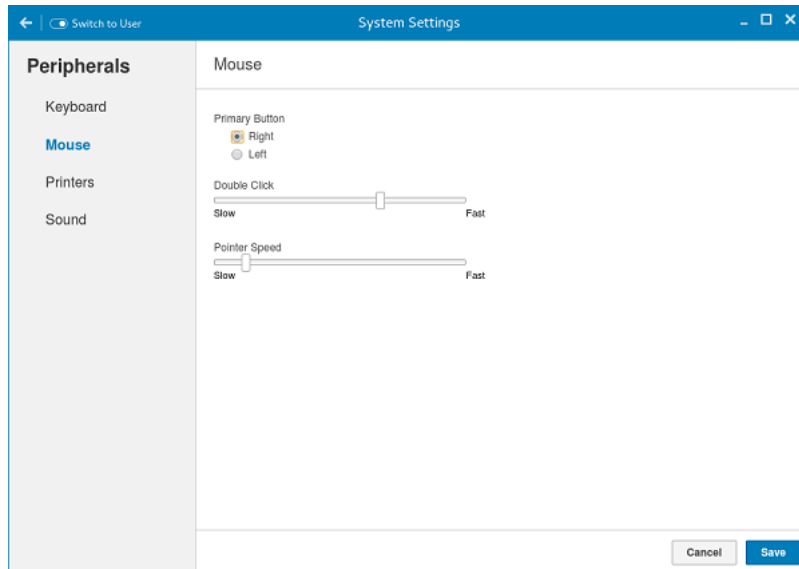 Switch to User
System Settings
Peripherals
Keyboard
Mouse
Printers
Sound
Mouse
Primary Button
Right
Left
Double Click
Slow Fast
Pointer Speed
Slow Fast
Cancel Save